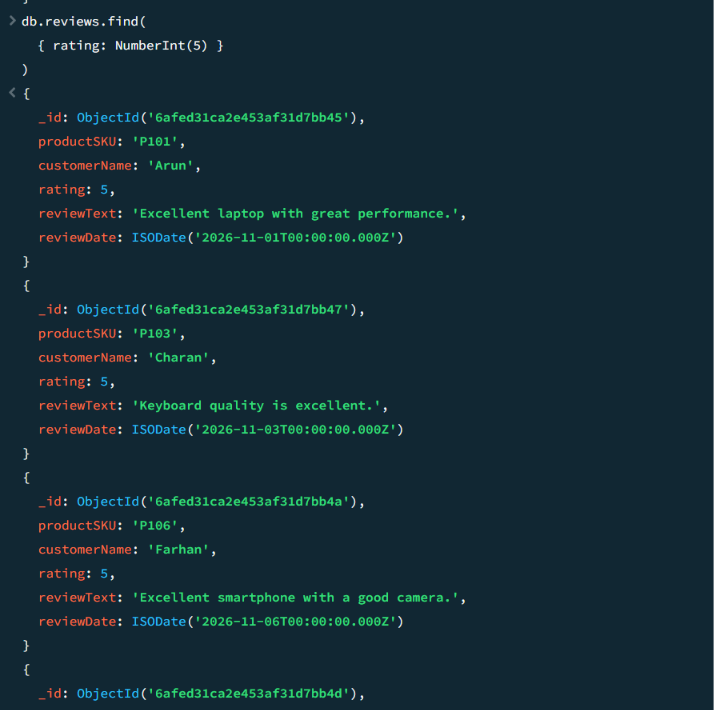 > db.reviews.find(
{ rating: NumberInt(5) }
)
< {
_id: ObjectId('6afed31ca2e453af31d7bb45'),
productSKU: 'P101',
customerName: 'Arun',
rating: 5,
reviewText: 'Excellent laptop with great performance.',
reviewDate: ISODate('2026-11-01T00:00:00.000Z')
}
{
_id: ObjectId('6afed31ca2e453af31d7bb47'),
productSKU: 'P103',
customerName: 'Charan',
rating: 5,
reviewText: 'Keyboard quality is excellent.',
reviewDate: ISODate('2026-11-03T00:00:00.000Z')
}
{
_id: ObjectId('6afed31ca2e453af31d7bb4a'),
productSKU: 'P106',
customerName: 'Farhan',
rating: 5,
reviewText: 'Excellent smartphone with a good camera.',
reviewDate: ISODate('2026-11-06T00:00:00.000Z')
}
{
_id: ObjectId('6afed31ca2e453af31d7bb4d'),